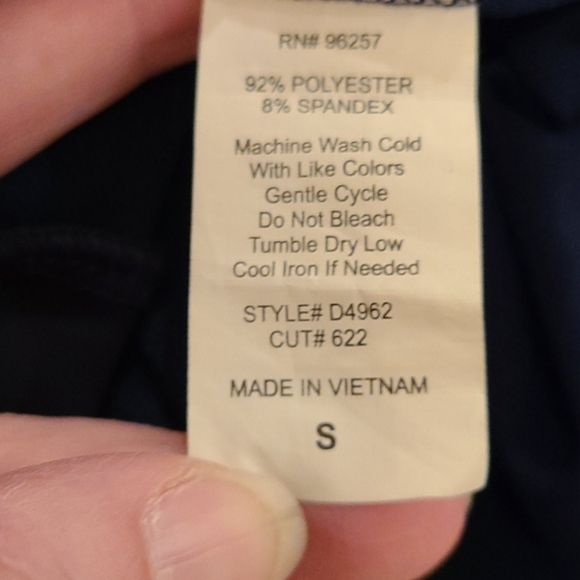 RN# 96257
92% POLYESTER
8% SPANDEX
Machine Wash Cold
With Like Colors
Gentle Cycle
Do Not Bleach
Tumble Dry Low
Cool Iron If Needed
STYLE# D4962
CUT# 622
MADE IN VIETNAM
S